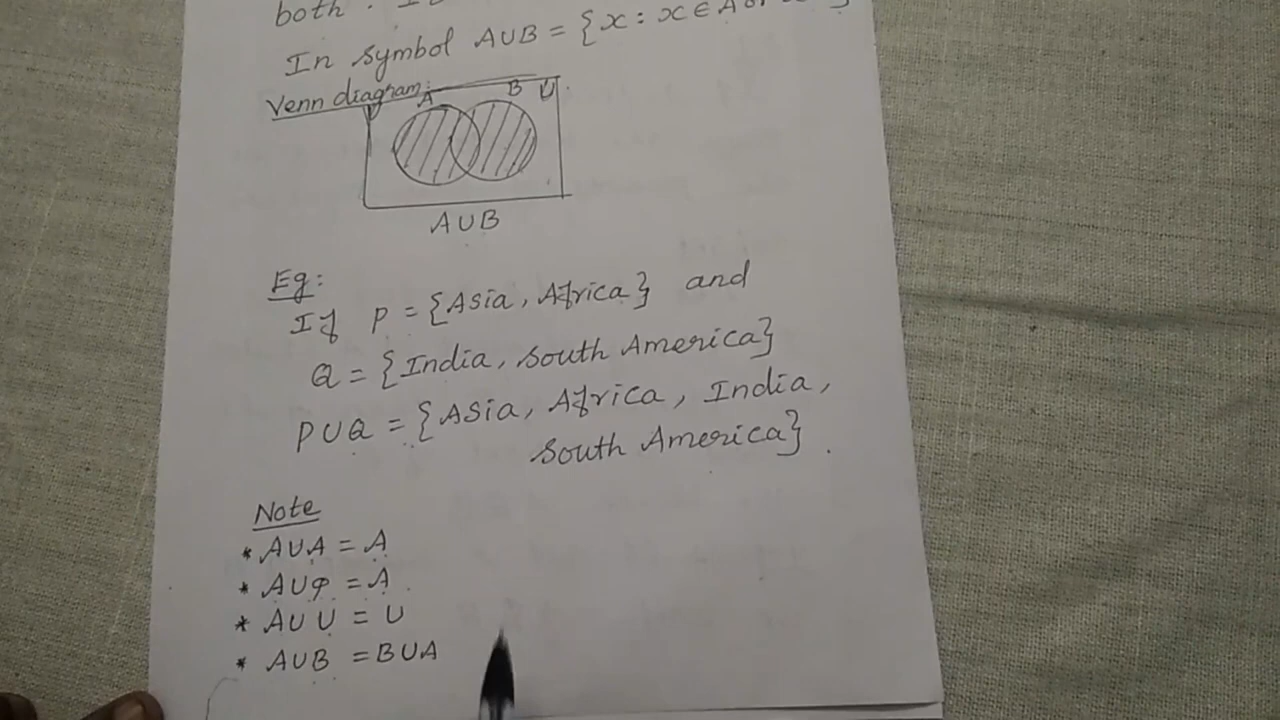 both.
In symbol A∪B = {x : x ∈ A or
Venn diagram:
A B U
A∪B
Eg:
If P = {Asia, Africa} and
Q = {India, South America}
P∪Q = {Asia, Africa, India,
South America}.
Note
* A∪A = A
* A∪φ = A
* A∪U = U
* A∪B = B∪A